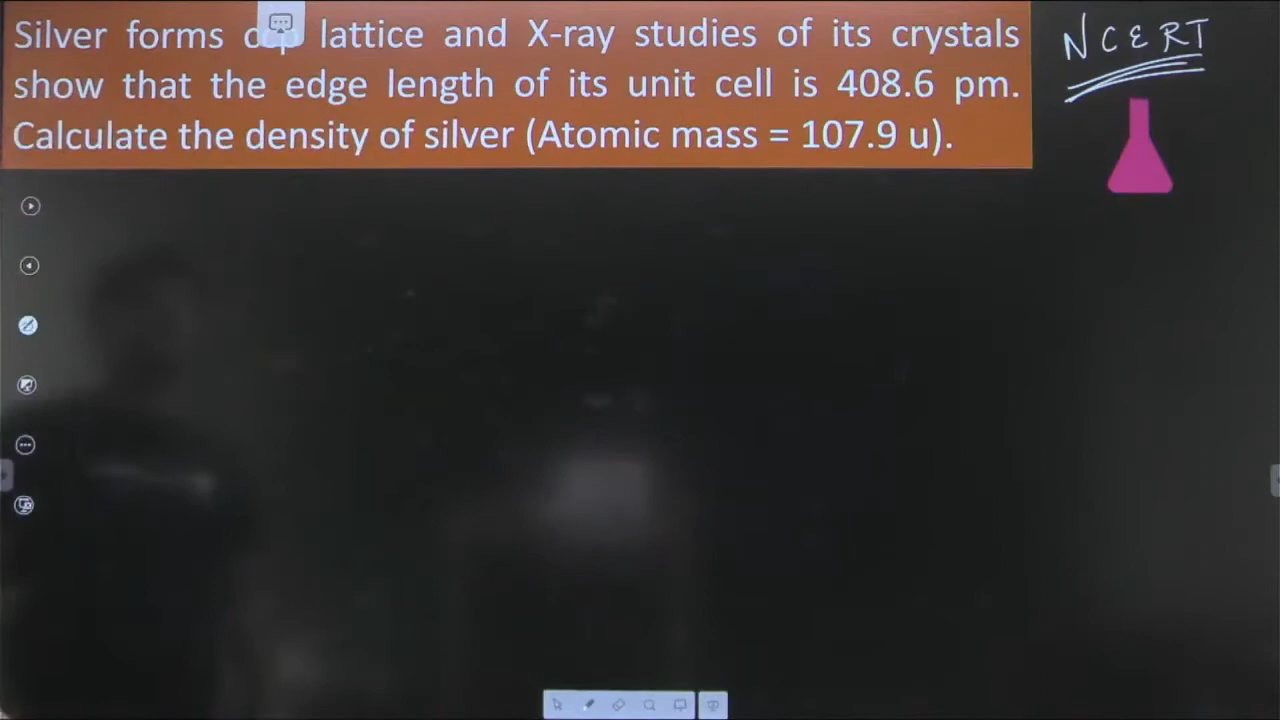 Silver forms lattice and X-ray studies of its crystals
show that the edge length of its unit cell is 408.6 pm.
Calculate the density of silver (Atomic mass = 107.9 u).
NCERT